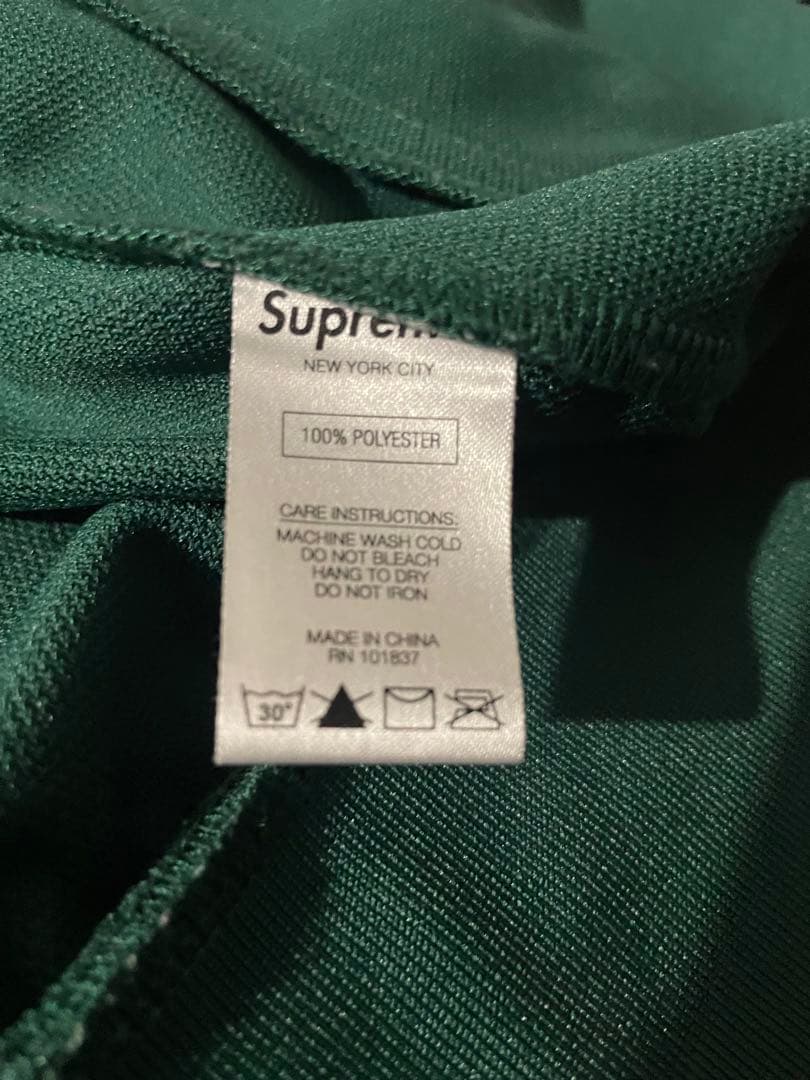 Suprem
NEW YORK CITY
100% POLYESTER
CARE INSTRUCTIONS:
MACHINE WASH COLD
DO NOT BLEACH
HANG TO DRY
DO NOT IRON
MADE IN CHINA
RN 101837
30°